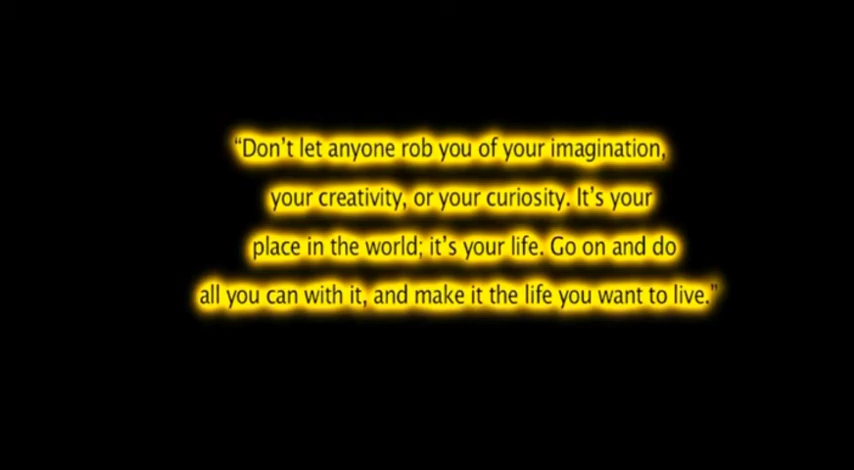 “Don’t let anyone rob you of your imagination,
your creativity, or your curiosity. It’s your
place in the world; it’s your life. Go on and do
all you can with it, and make it the life you want to live.”